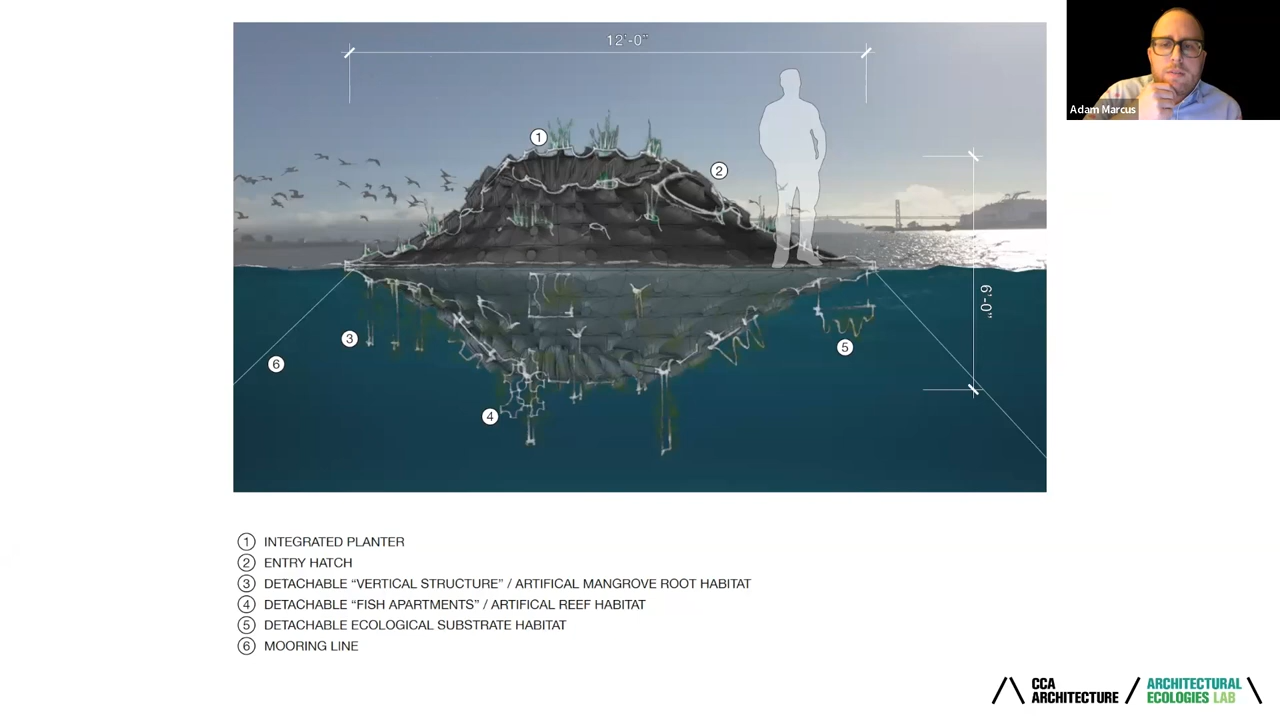 12'-0"
Adam Marcus
1
2
6'-0"
3
5
6
4
1 INTEGRATED PLANTER
2 ENTRY HATCH
3 DETACHABLE “VERTICAL STRUCTURE” / ARTIFICAL MANGROVE ROOT HABITAT
4 DETACHABLE “FISH APARTMENTS” / ARTIFICAL REEF HABITAT
5 DETACHABLE ECOLOGICAL SUBSTRATE HABITAT
6 MOORING LINE
CCA
ARCHITECTURE
ARCHITECTURAL
ECOLOGIES LAB